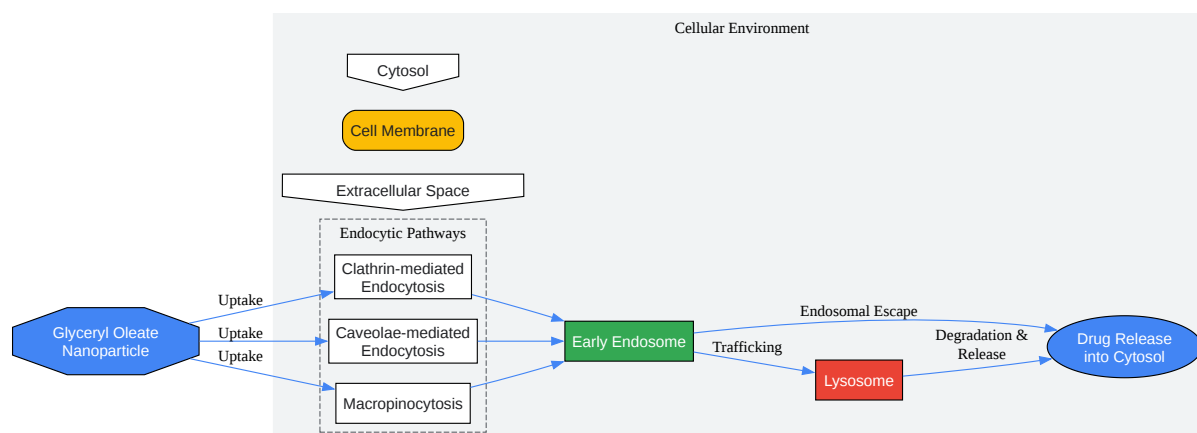 Cellular Environment
Cytosol
Cell Membrane
Extracellular Space
Endocytic Pathways
Clathrin-mediated
Endocytosis
Caveolae-mediated
Endocytosis
Macropinocytosis
Uptake
Uptake
Uptake
Glyceryl Oleate
Nanoparticle
Early Endosome
Endosomal Escape
Trafficking
Lysosome
Degradation &
Release
Drug Release
into Cytosol